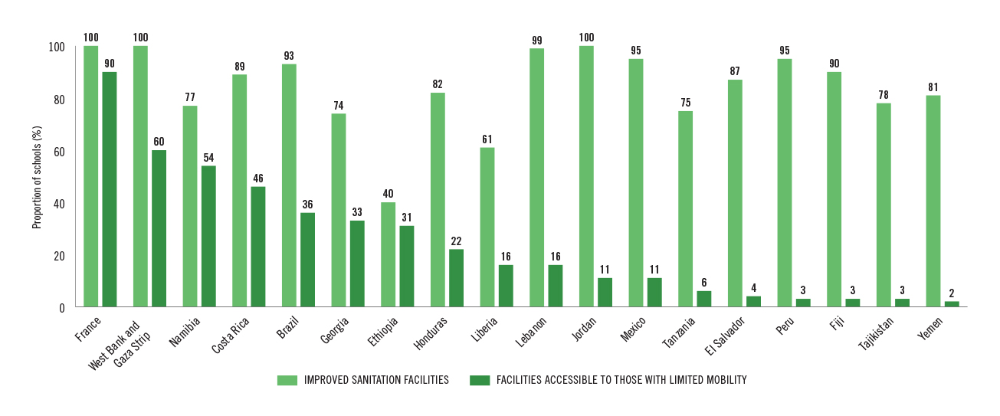 Proportion of schools (%)
100
80
60
40
20
0
100
90
100
60
77
54
89
46
93
36
74
33
40
31
82
22
61
16
99
16
100
11
95
11
75
6
87
4
95
3
90
3
78
3
81
2
France
West Bank and
Gaza Strip
Namibia
Costa Rica
Brazil
Georgia
Ethiopia
Honduras
Liberia
Lebanon
Jordan
Mexico
Tanzania
El Salvador
Peru
Fiji
Tajikistan
Yemen
IMPROVED SANITATION FACILITIES
FACILITIES ACCESSIBLE TO THOSE WITH LIMITED MOBILITY